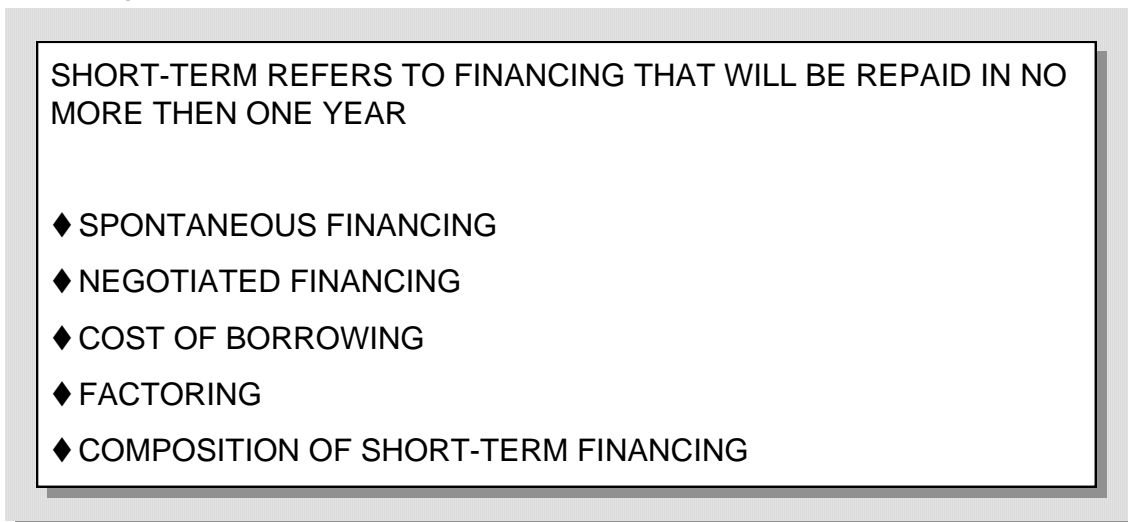 SHORT-TERM REFERS TO FINANCING THAT WILL BE REPAID IN NO
MORE THEN ONE YEAR
♦ SPONTANEOUS FINANCING
♦ NEGOTIATED FINANCING
♦ COST OF BORROWING
♦ FACTORING
♦ COMPOSITION OF SHORT-TERM FINANCING